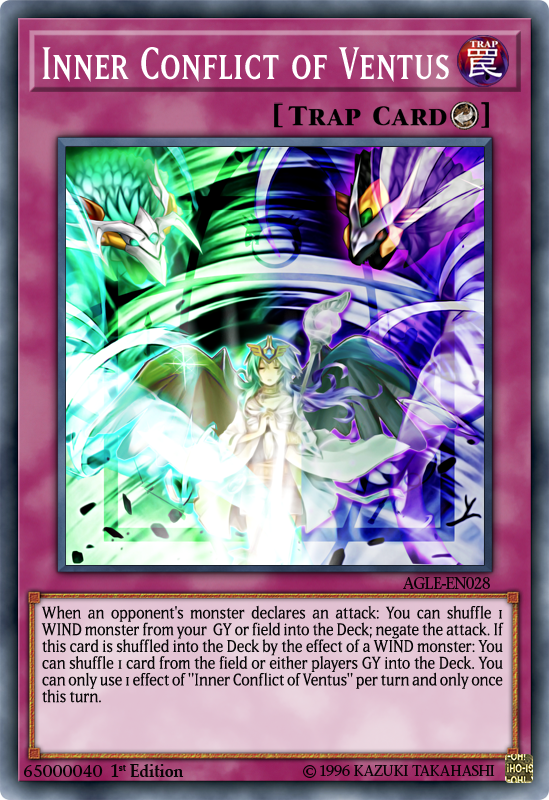 INNER CONFLICT OF VENTUS
TRAP
罠
[TRAP CARD]
AGLE-EN028
When an opponent's monster declares an attack: You can shuffle 1
WIND monster from your GY or field into the Deck; negate the attack. If
this card is shuffled into the Deck by the effect of a WIND monster: You
can shuffle 1 card from the field or either players GY into the Deck. You
can only use 1 effect of "Inner Conflict of Ventus" per turn and only once
this turn.
65000040 1st Edition
© 1996 KAZUKI TAKAHASHI